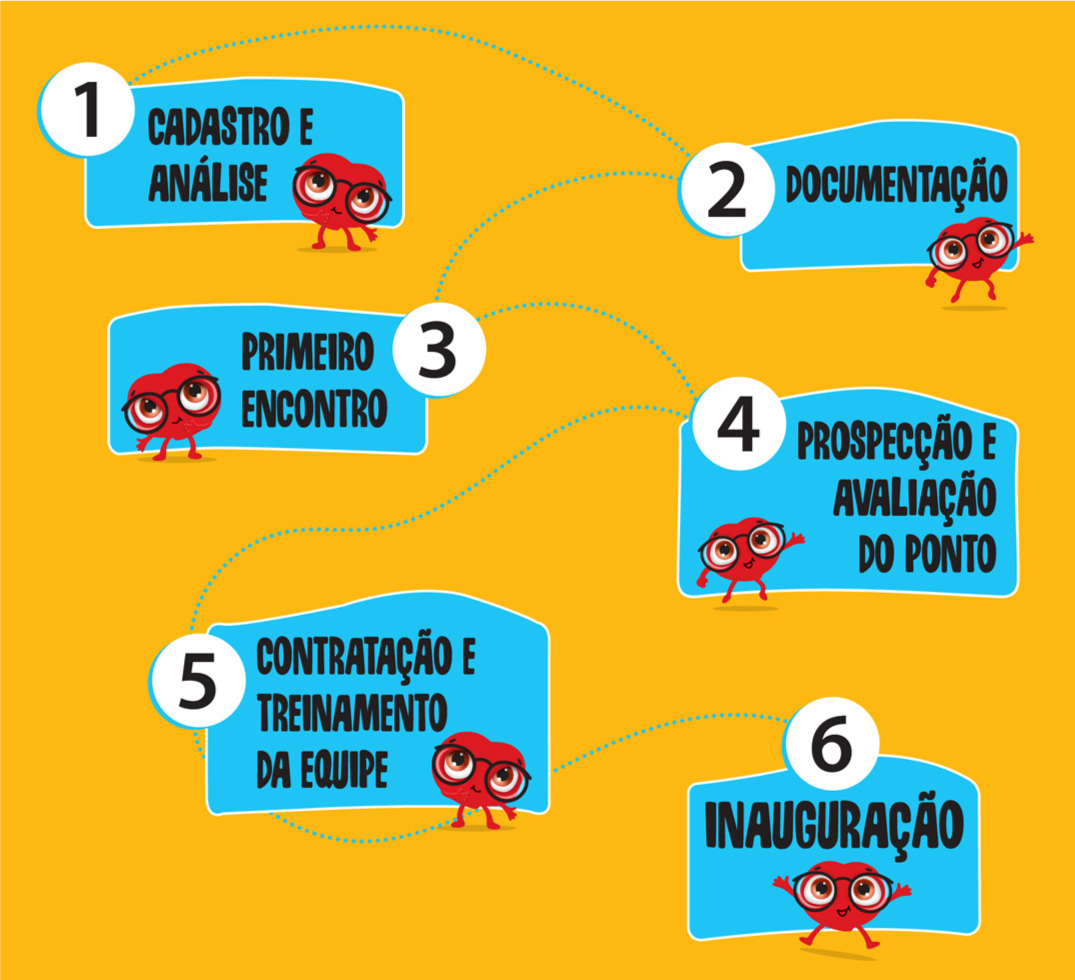 1
CADASTRO E
ANÁLISE
2
DOCUMENTAÇÃO
3
PRIMEIRO
ENCONTRO
4
PROSPECÇÃO E
AVALIAÇÃO
DO PONTO
5
CONTRATAÇÃO E
TREINAMENTO
DA EQUIPE
6
INAUGURAÇÃO